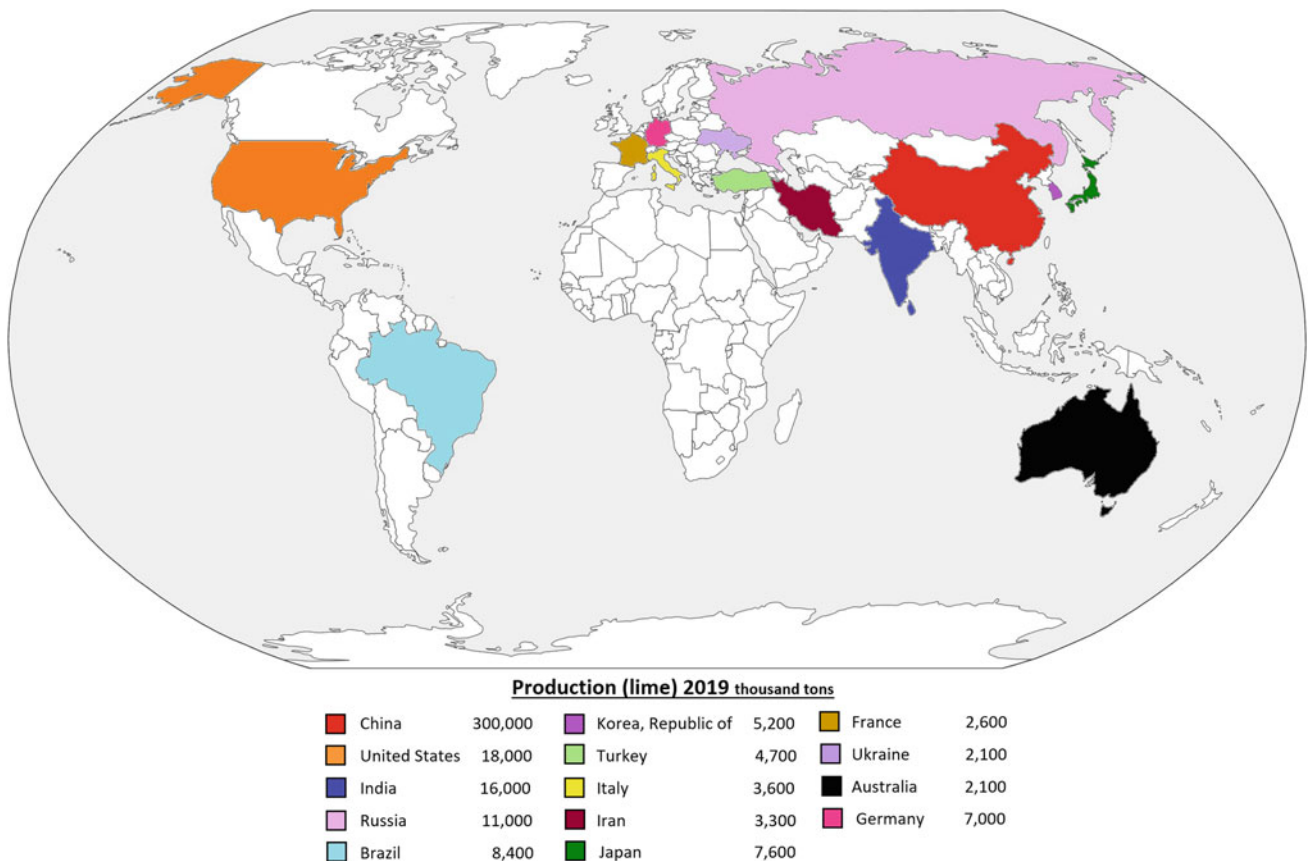 Production (lime) 2019 thousand tons
China 300,000
United States 18,000
India 16,000
Russia 11,000
Brazil 8,400
Korea, Republic of 5,200
Turkey 4,700
Italy 3,600
Iran 3,300
Japan 7,600
France 2,600
Ukraine 2,100
Australia 2,100
Germany 7,000